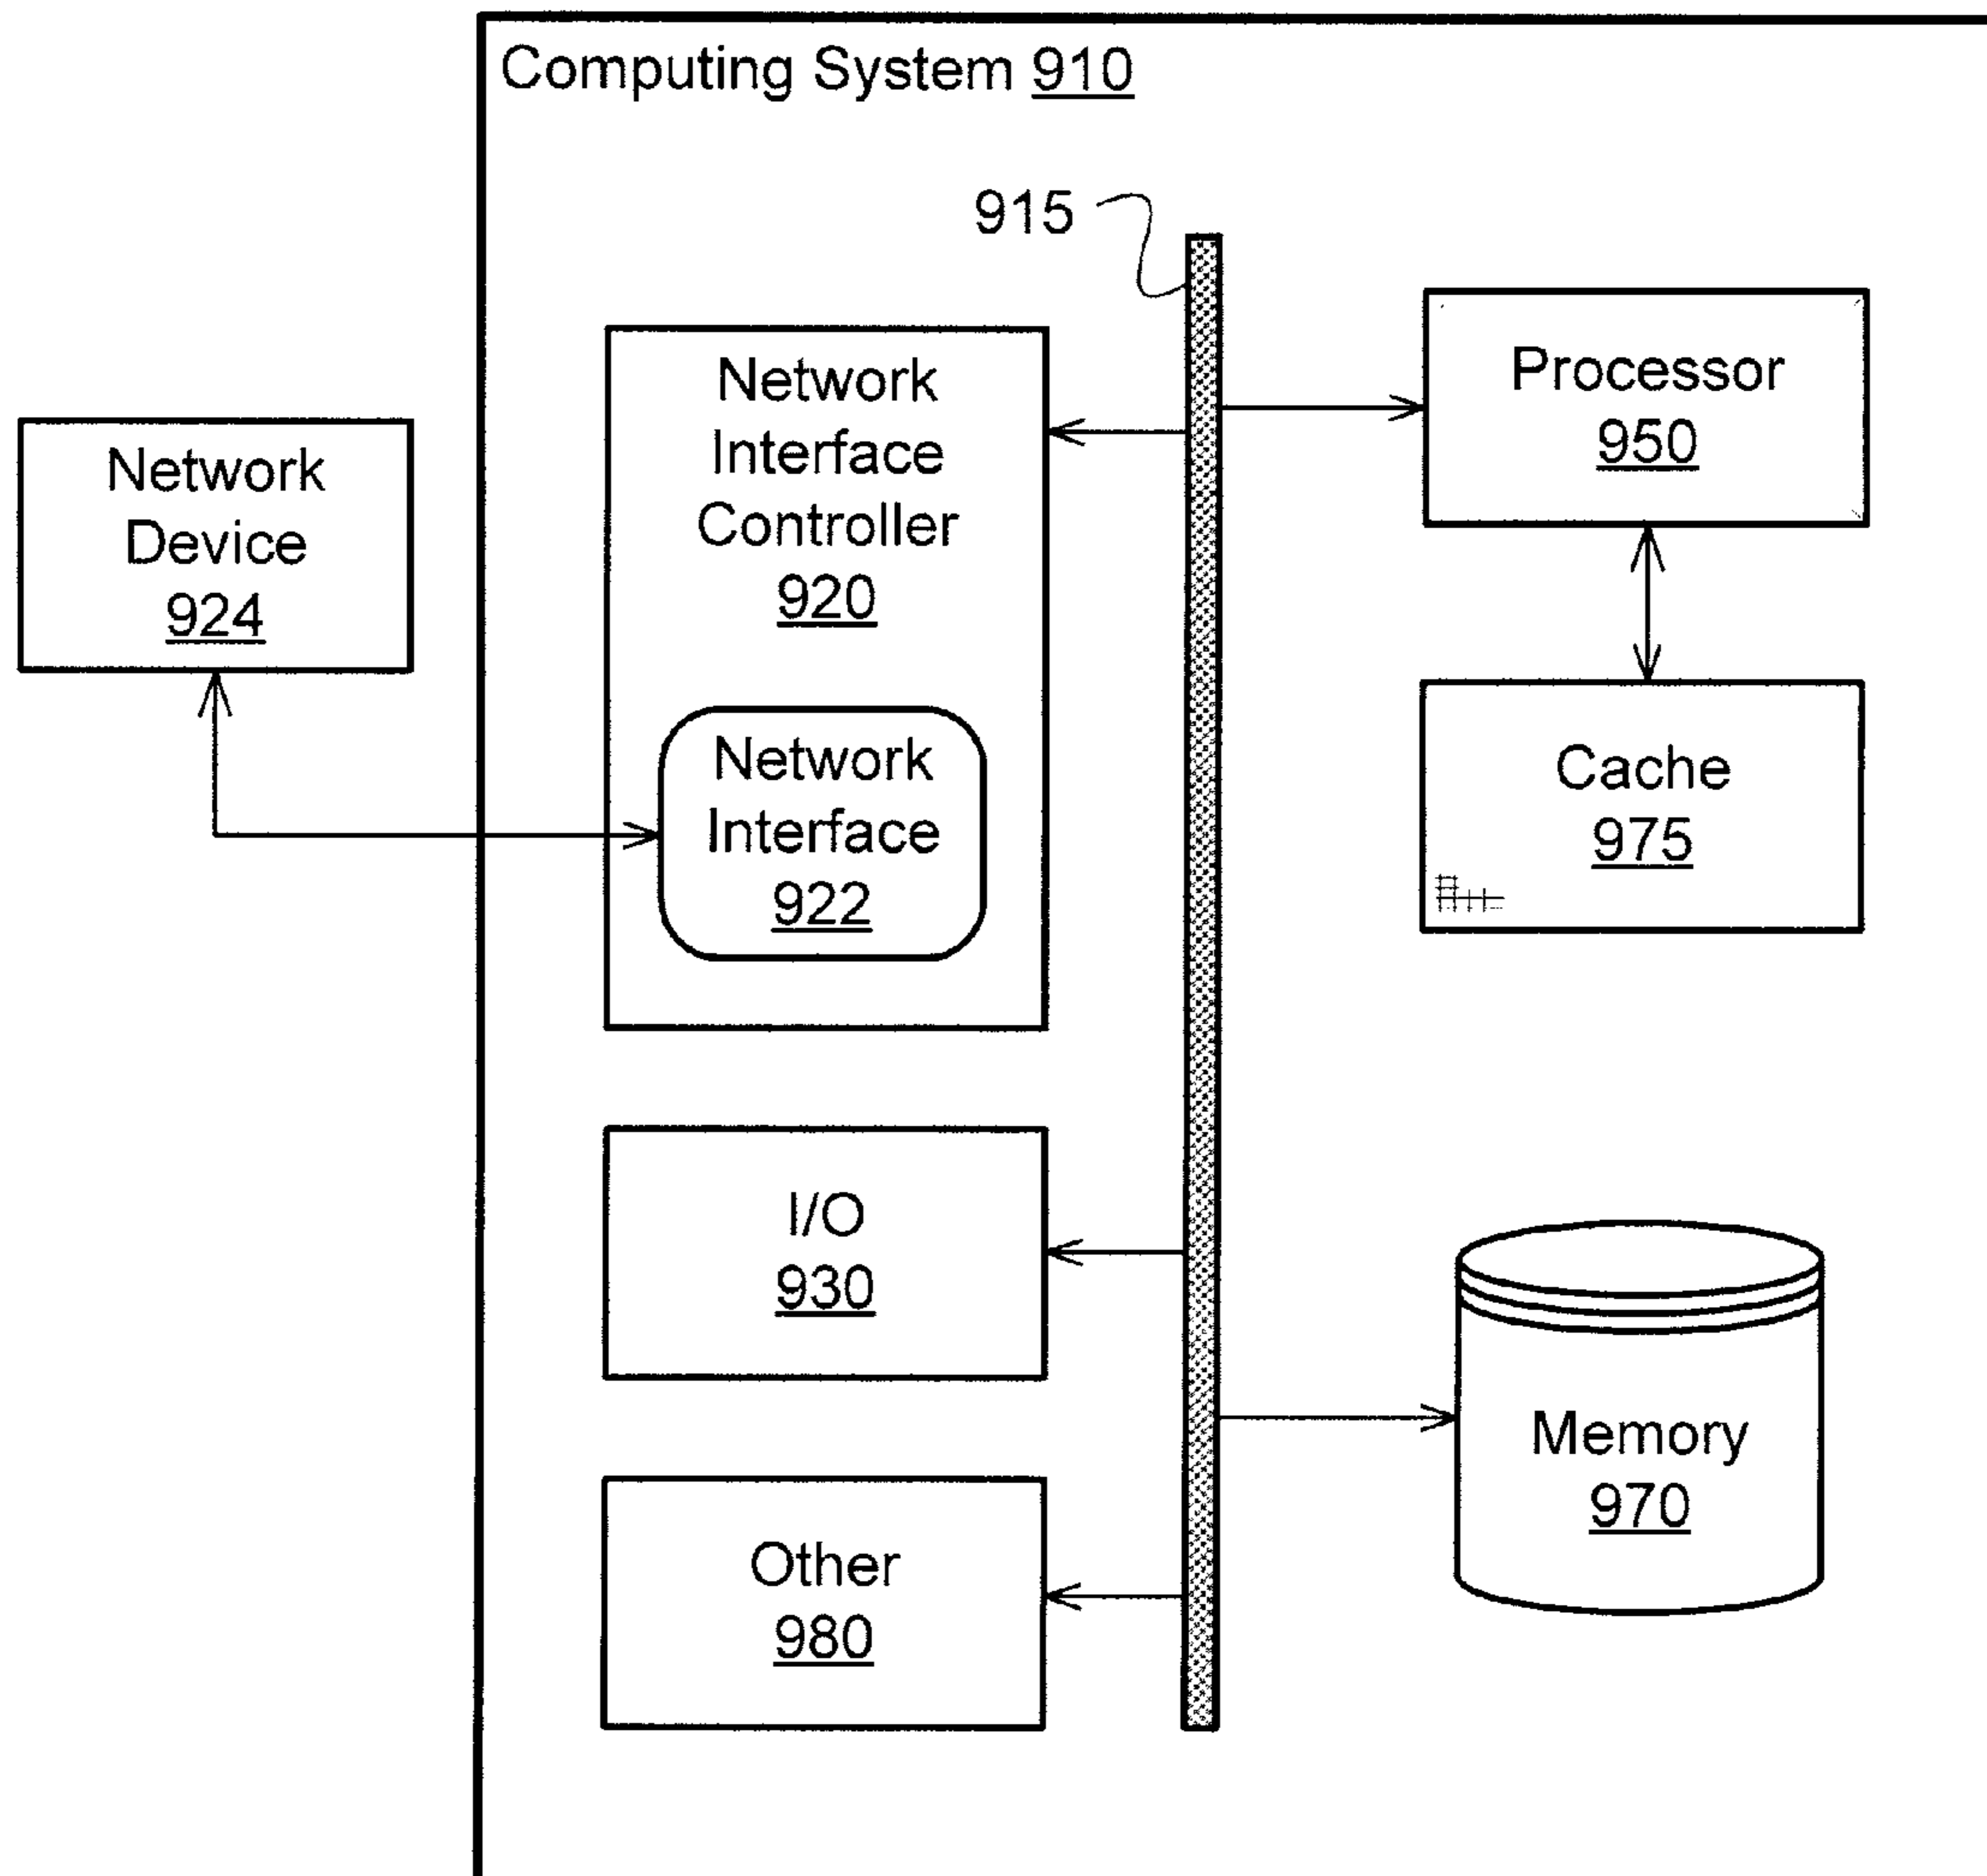 Computing System 910
915
Network
Interface
Controller
920
Processor
950
Network
Device
924
Network
Interface
922
Cache
975
I/O
930
Memory
970
Other
980